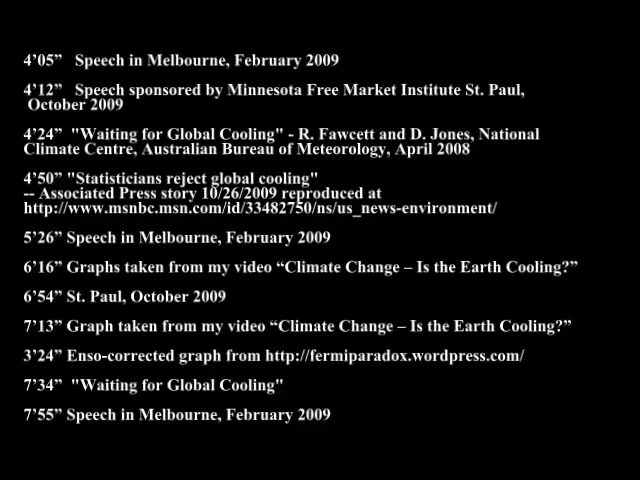 4’05”   Speech in Melbourne, February 2009
4’12”   Speech sponsored by Minnesota Free Market Institute St. Paul,
October 2009
4’24”  "Waiting for Global Cooling" - R. Fawcett and D. Jones, National
Climate Centre, Australian Bureau of Meteorology, April 2008
4’50” "Statisticians reject global cooling"
-- Associated Press story 10/26/2009 reproduced at
http://www.msnbc.msn.com/id/33482750/ns/us_news-environment/
5’26” Speech in Melbourne, February 2009
6’16” Graphs taken from my video “Climate Change – Is the Earth Cooling?”
6’54” St. Paul, October 2009
7’13” Graph taken from my video “Climate Change – Is the Earth Cooling?”
3’24” Enso-corrected graph from http://fermiparadox.wordpress.com/
7’34”  "Waiting for Global Cooling"
7’55” Speech in Melbourne, February 2009